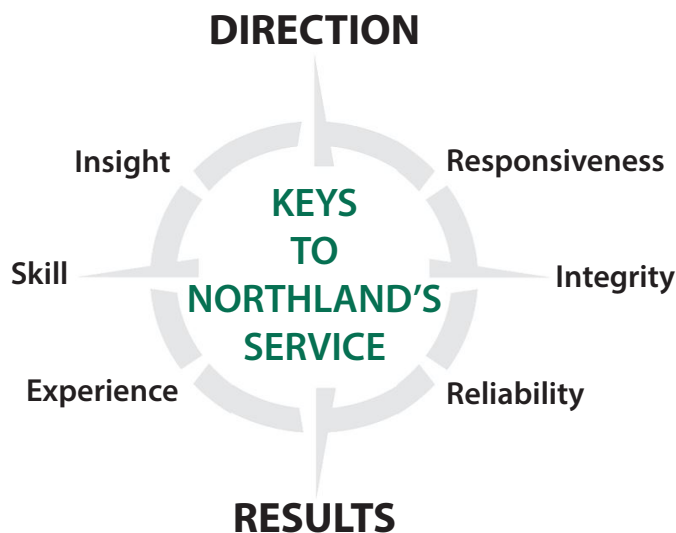 DIRECTION
Insight
Responsiveness
KEYS
TO
NORTHLAND’S
SERVICE
Skill
Integrity
Experience
Reliability
RESULTS